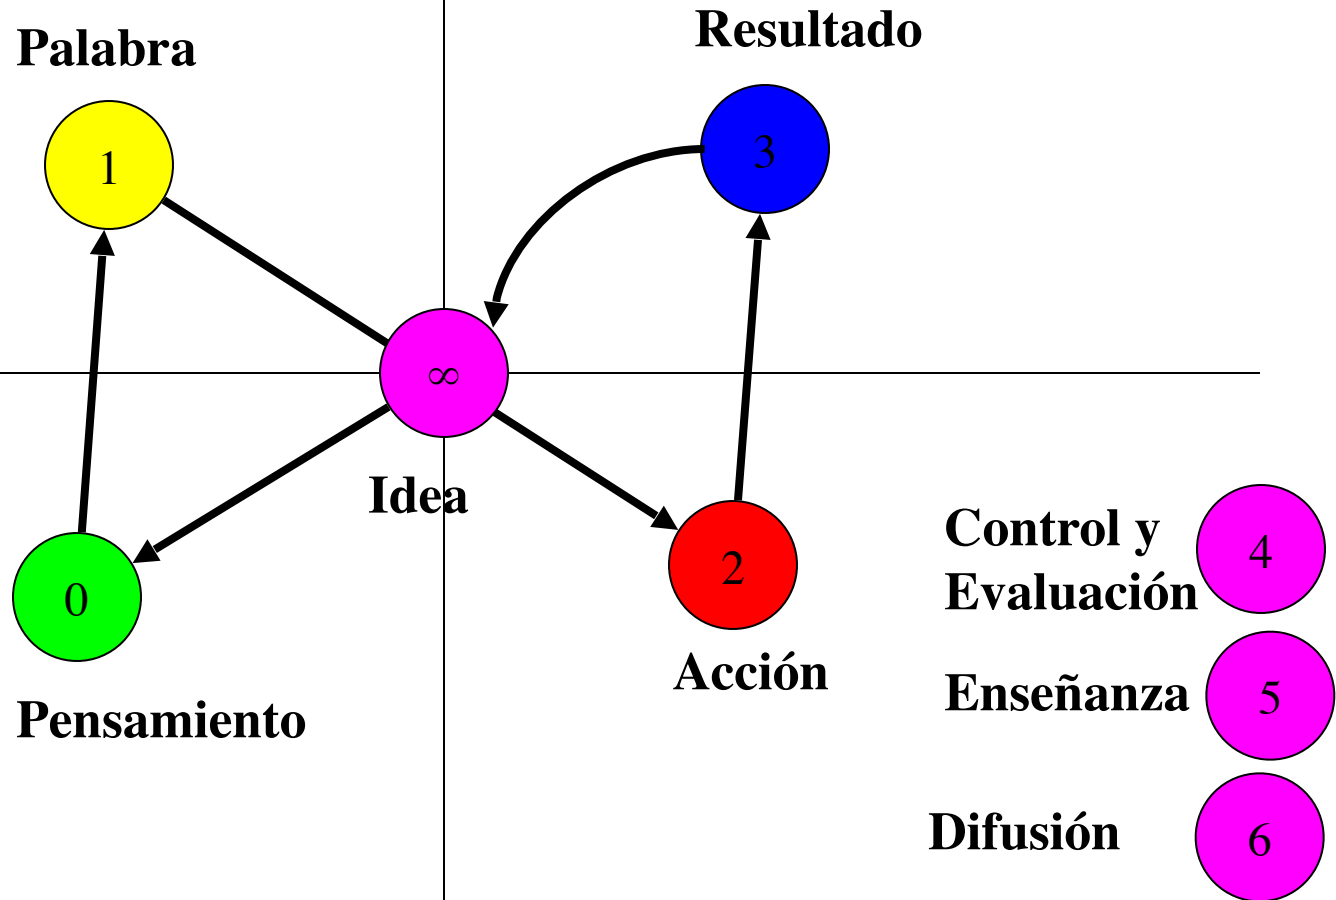 Palabra
Resultado
1
3
∞
Idea
0
2
Pensamiento
Acción
Control y
Evaluación
4
Enseñanza
5
Difusión
6